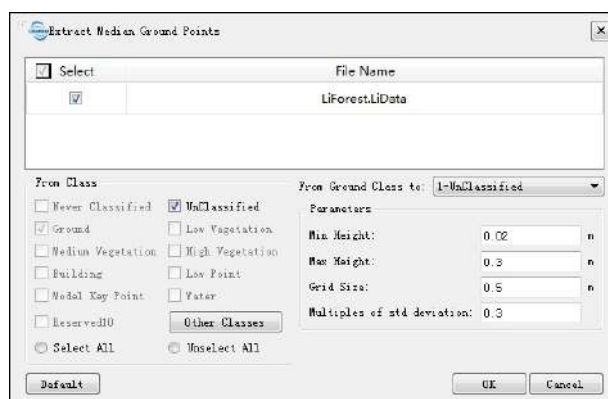 Extract Median Ground Points
Select File Name
LiForest.LiData
From Class
Never Classified UnClassified
Ground Low Vegetation
Medium Vegetation High Vegetation
Building Low Point
Model Key Point Water
Reserved10 Other Classes
Select All Unselect All
From Ground Class to: 1-UnClassified
Parameters
Min Height: 0.02 m
Max Height: 0.3 m
Grid Size: 0.5 m
Multiples of std deviation: 0.3
Default OK Cancel